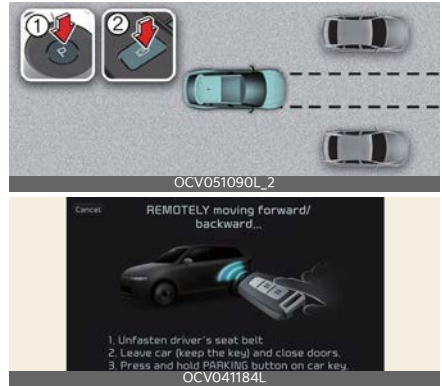 1
2
P
OCV051090L_2
Cancel
REMOTELY moving forward/
backward...
1. Unfasten driver's seat belt
2. Leave car (keep the key) and close doors.
3. Press and hold PARKING button on car key.
OCV041184L